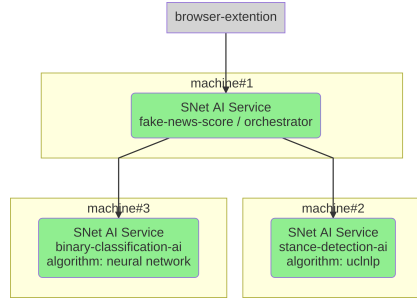 browser-extention
machine#1
SNet AI Service
fake-news-score / orchestrator
machine#3
SNet AI Service
binary-classification-ai
algorithm: neural network
machine#2
SNet AI Service
stance-detection-ai
algorithm: uclnlp